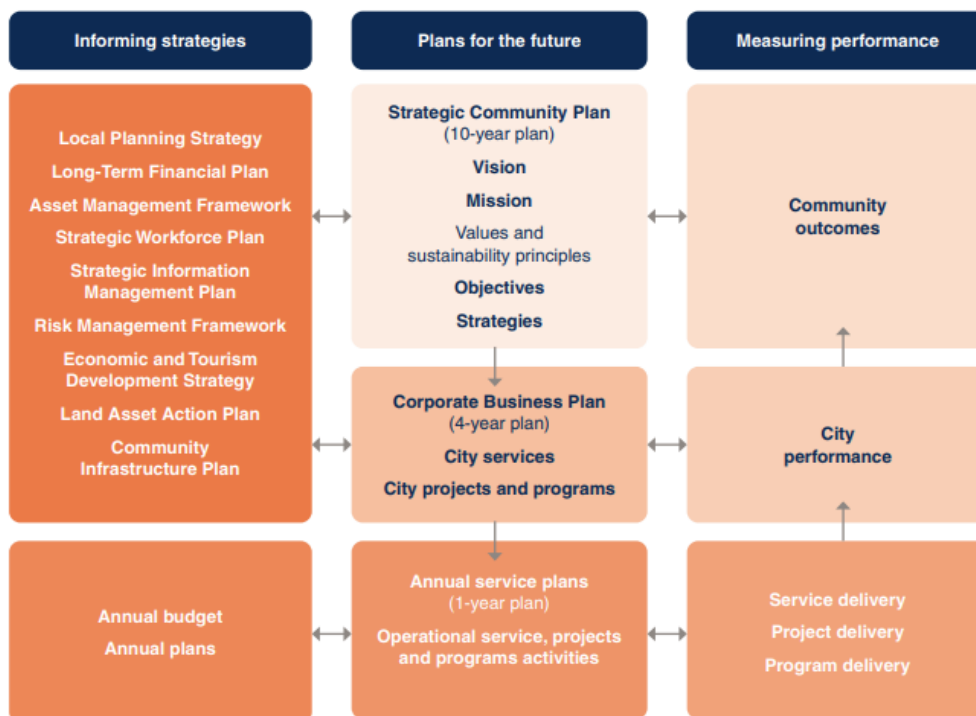 Informing strategies
Plans for the future
Measuring performance
Local Planning Strategy
Long-Term Financial Plan
Asset Management Framework
Strategic Workforce Plan
Strategic Information
Management Plan
Risk Management Framework
Economic and Tourism
Development Strategy
Land Asset Action Plan
Community
Infrastructure Plan
Strategic Community Plan
(10-year plan)
Vision
Mission
Values and
sustainability principles
Objectives
Strategies
Community
outcomes
Corporate Business Plan
(4-year plan)
City services
City projects and programs
City
performance
Annual budget
Annual plans
Annual service plans
(1-year plan)
Operational service, projects
and programs activities
Service delivery
Project delivery
Program delivery